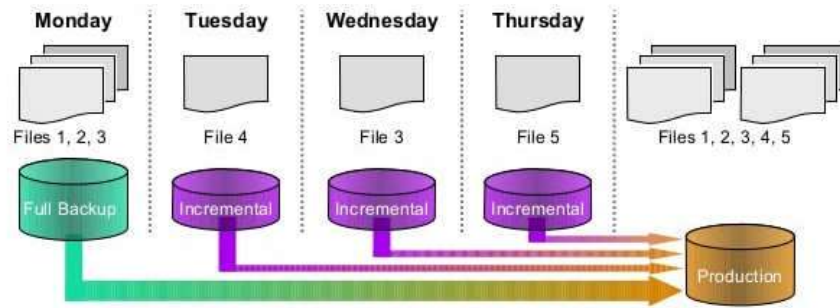 Monday
Tuesday
Wednesday
Thursday
Files 1, 2, 3
File 4
File 3
File 5
Files 1, 2, 3, 4, 5
Full Backup
Incremental
Incremental
Incremental
Production